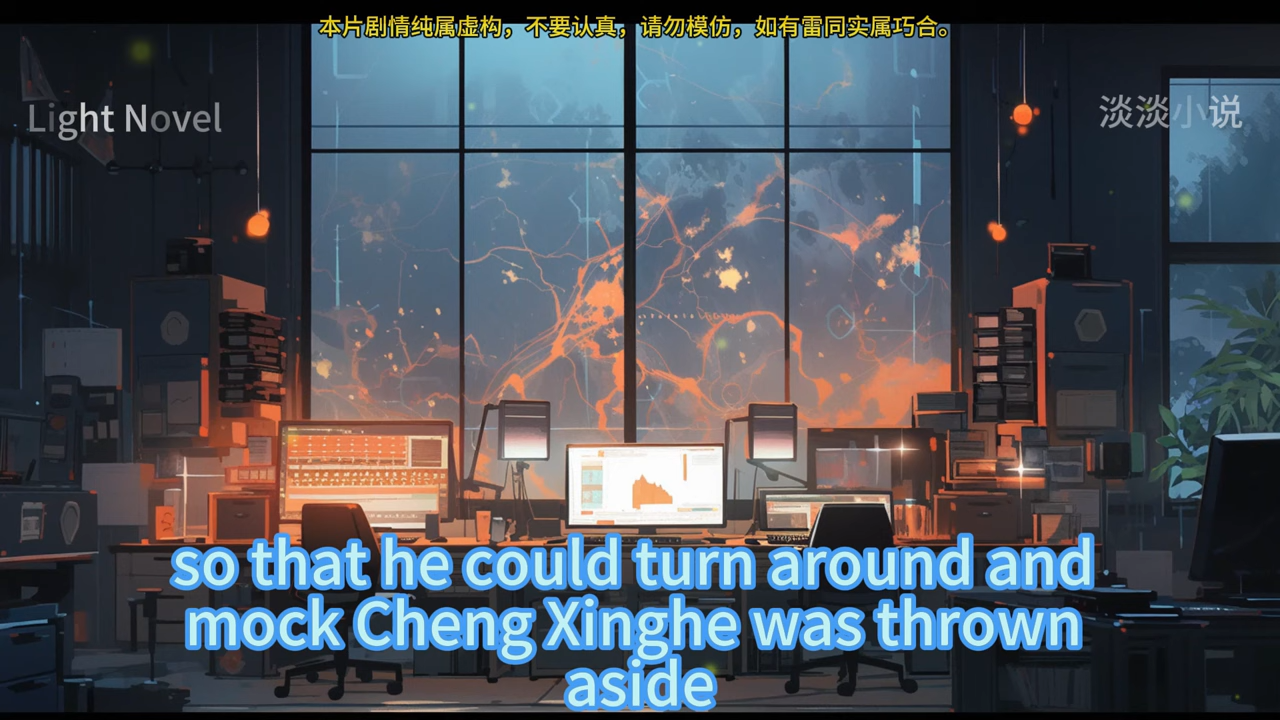 本片剧情纯属虚构，不要认真，请勿模仿，如有雷同实属巧合。
Light Novel
淡淡小说
so that he could turn around and
mock Cheng Xinghe was thrown
aside